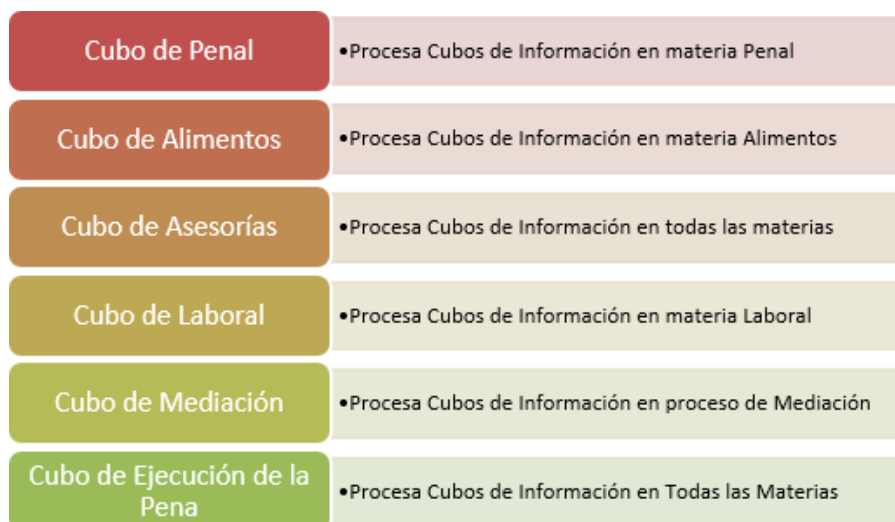 Cubo de Penal
•Procesa Cubos de Información en materia Penal
Cubo de Alimentos
•Procesa Cubos de Información en materia Alimentos
Cubo de Asesorías
•Procesa Cubos de Información en todas las materias
Cubo de Laboral
•Procesa Cubos de Información en materia Laboral
Cubo de Mediación
•Procesa Cubos de Información en proceso de Mediación
Cubo de Ejecución de la
Pena
•Procesa Cubos de Información en Todas las Materias